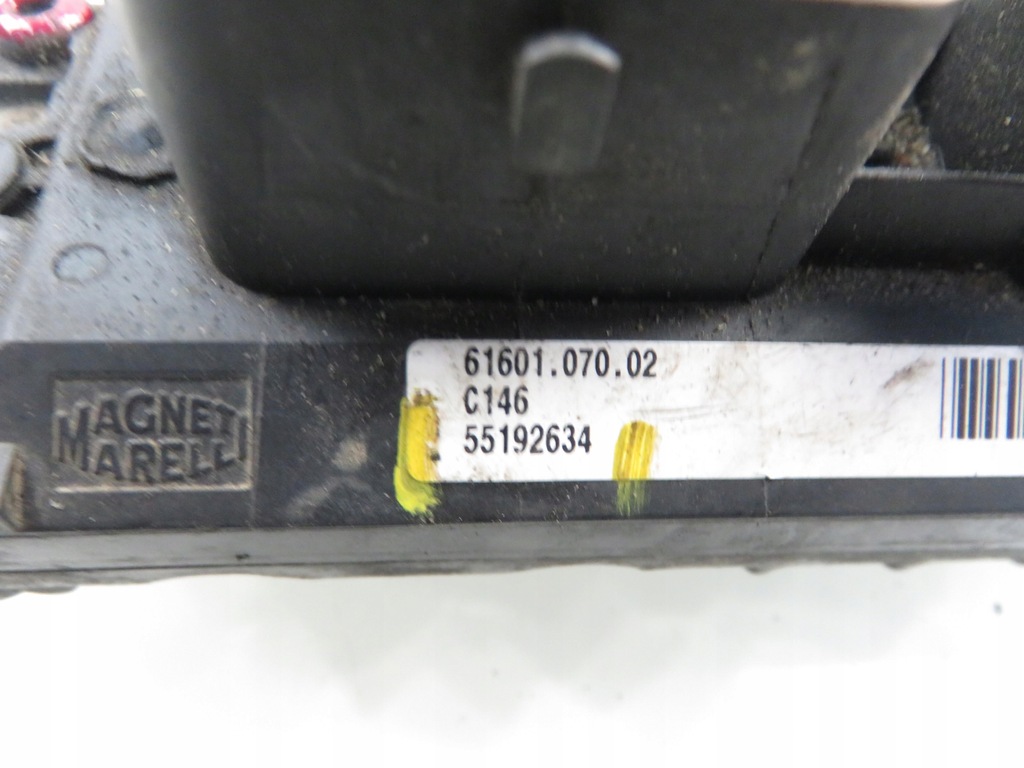 MAGNETI
MARELLI
61601.070.02
C146
55192634